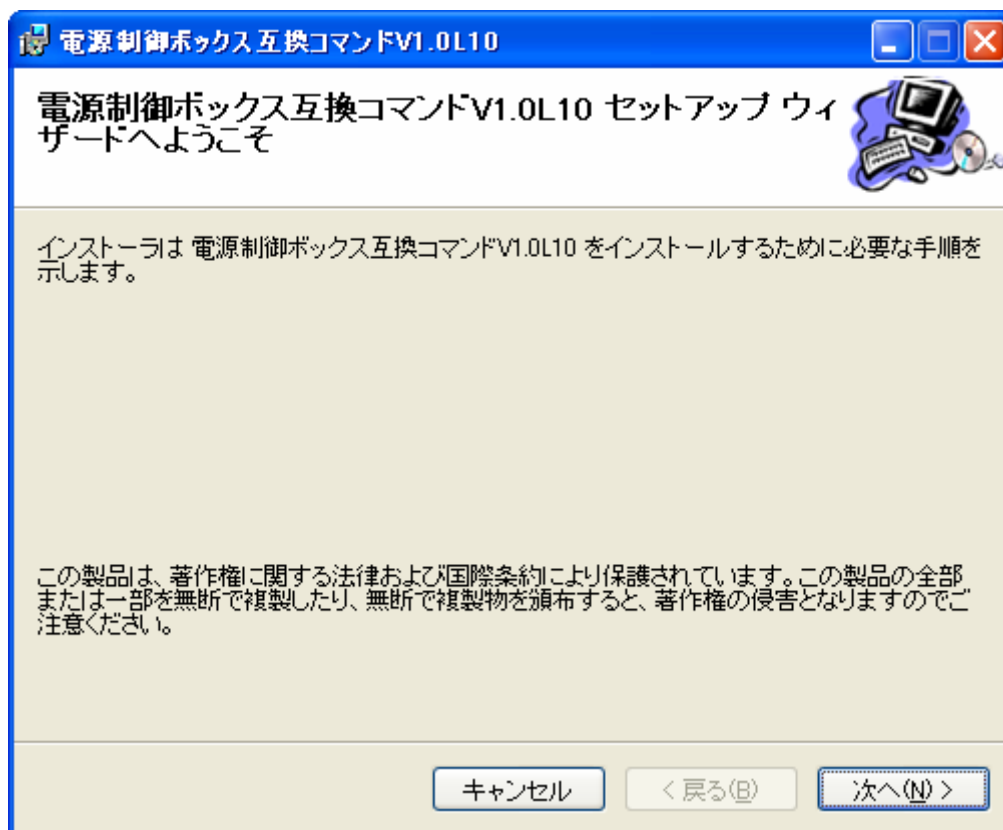 電源制御ボックス互換コマンドV1.0L10
電源制御ボックス互換コマンドV1.0L10 セットアップ ウィ
ザードへようこそ
インストーラは 電源制御ボックス互換コマンドV1.0L10 をインストールするために必要な手順を
示します。
この製品は、著作権に関する法律および国際条約により保護されています。この製品の全部
または一部を無断で複製したり、無断で複製物を頒布すると、著作権の侵害となりますのでご
注意ください。
キャンセル
< 戻る(B)
次へ(N) >